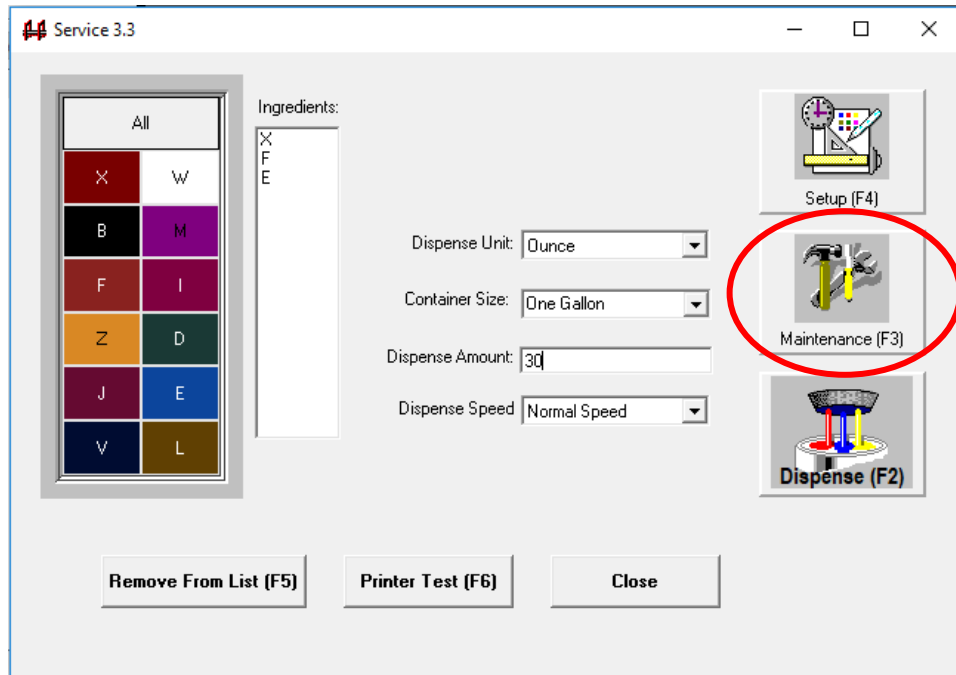 Service 3.3
All
X W
B M
F I
Z D
J E
V L
Ingredients:
X
F
E
Dispense Unit: Ounce
Container Size: One Gallon
Dispense Amount: 30
Dispense Speed Normal Speed
Setup (F4)
Maintenance (F3)
Dispense (F2)
Remove From List (F5) Printer Test (F6) Close